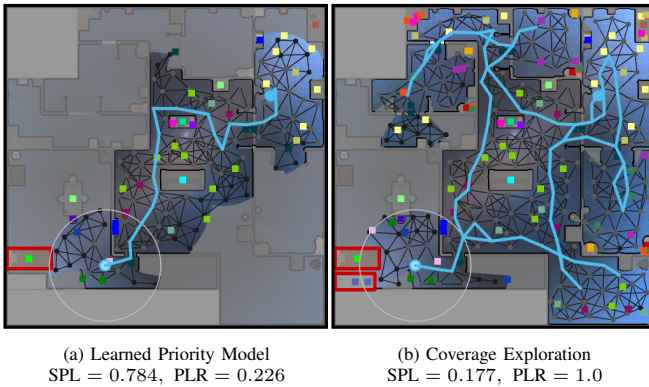 (a) Learned Priority Model
SPL = 0.784, PLR = 0.226
(b) Coverage Exploration
SPL = 0.177, PLR = 1.0